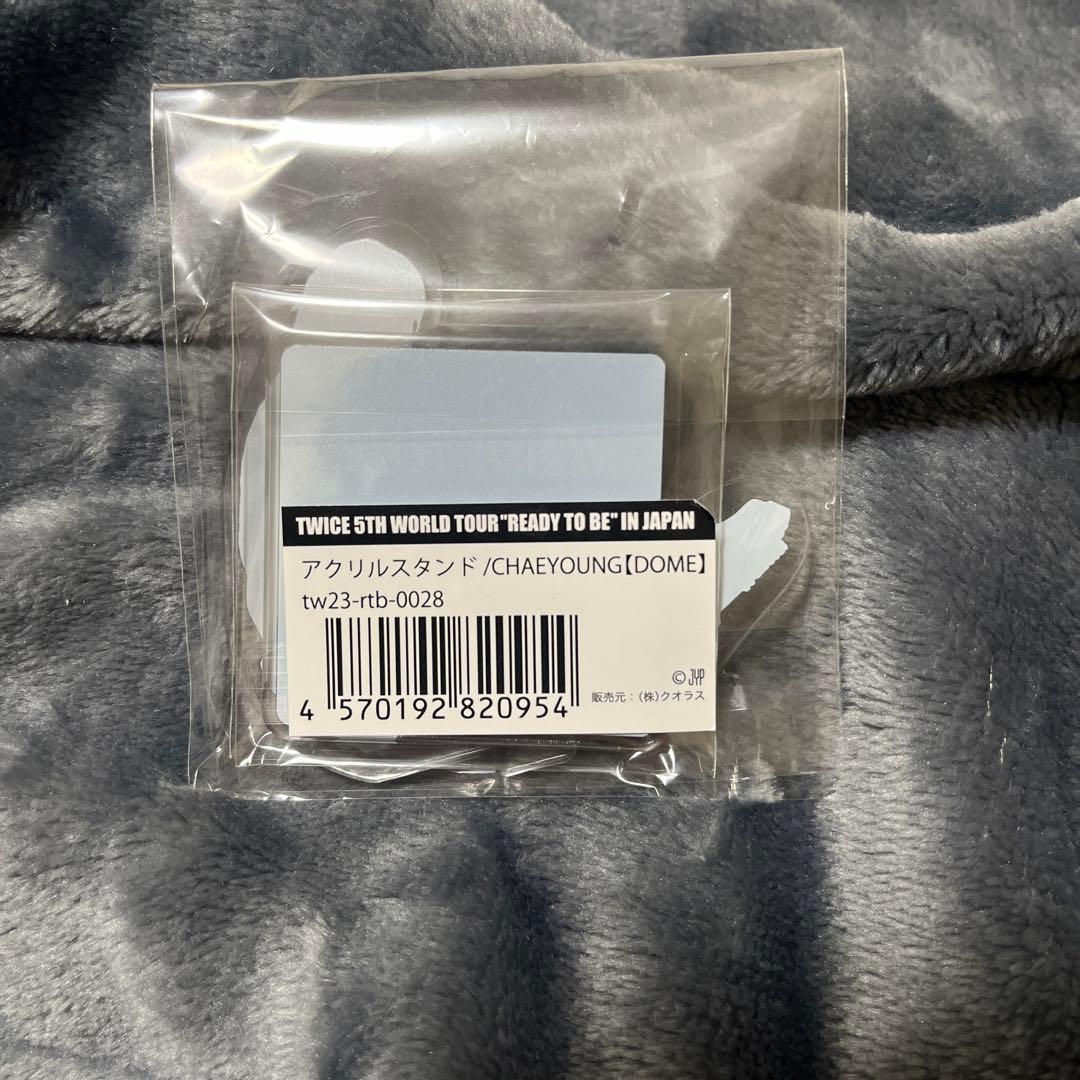 TWICE 5TH WORLD TOUR"READY TO BE" IN JAPAN
アクリルスタンド /CHAEYOUNG【DOME】
tw23-rtb-0028
4 570192 820954
© JYP
販売元：（株）クオラス